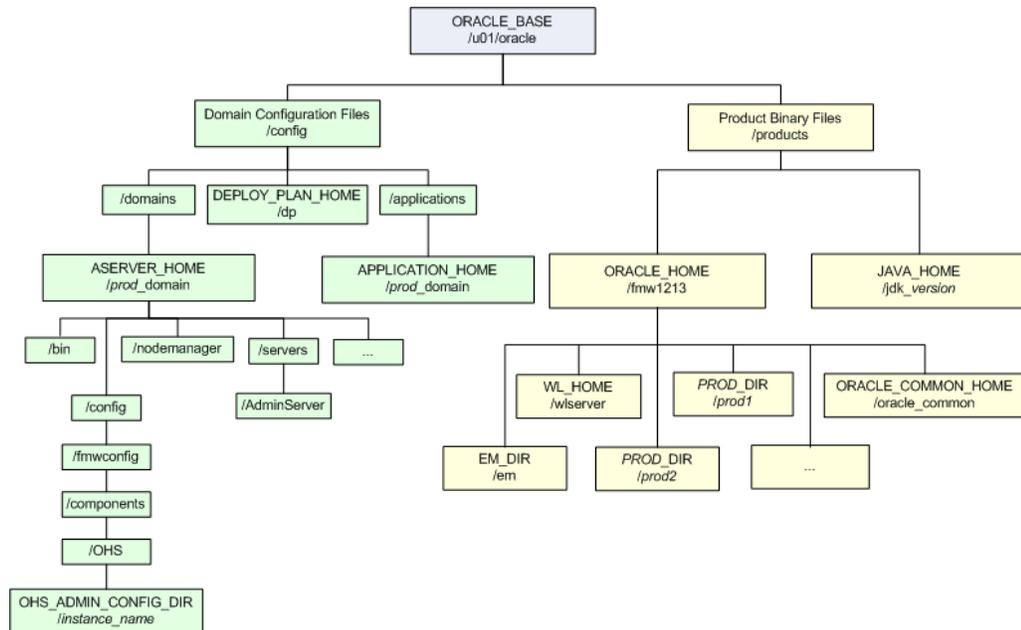 ORACLE_BASE
/u01/oracle
Domain Configuration Files
/config
Product Binary Files
/products
/domains
DEPLOY_PLAN_HOME
/dp
/applications
ASERVER_HOME
/prod_domain
APPLICATION_HOME
/prod_domain
ORACLE_HOME
/fmw1213
JAVA_HOME
/jdk_version
/bin
/nodemanager
/servers
...
/config
/AdminServer
WL_HOME
/wlserver
PROD_DIR
/prod1
ORACLE_COMMON_HOME
/oracle_common
/fmwconfig
EM_DIR
/em
PROD_DIR
/prod2
...
/components
/OHS
OHS_ADMIN_CONFIG_DIR
/instance_name